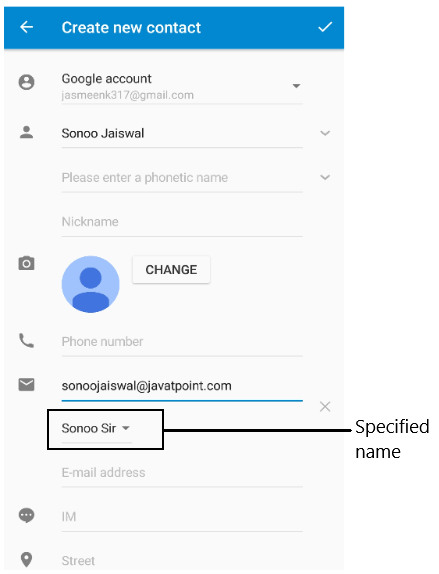 Create new contact
Google account
jasmeenk317@gmail.com
Sonoo Jaiswal
Please enter a phonetic name
Nickname
CHANGE
Phone number
sonoojaiswal@javatpoint.com
Sonoo Sir
Specified
name
E-mail address
IM
Street